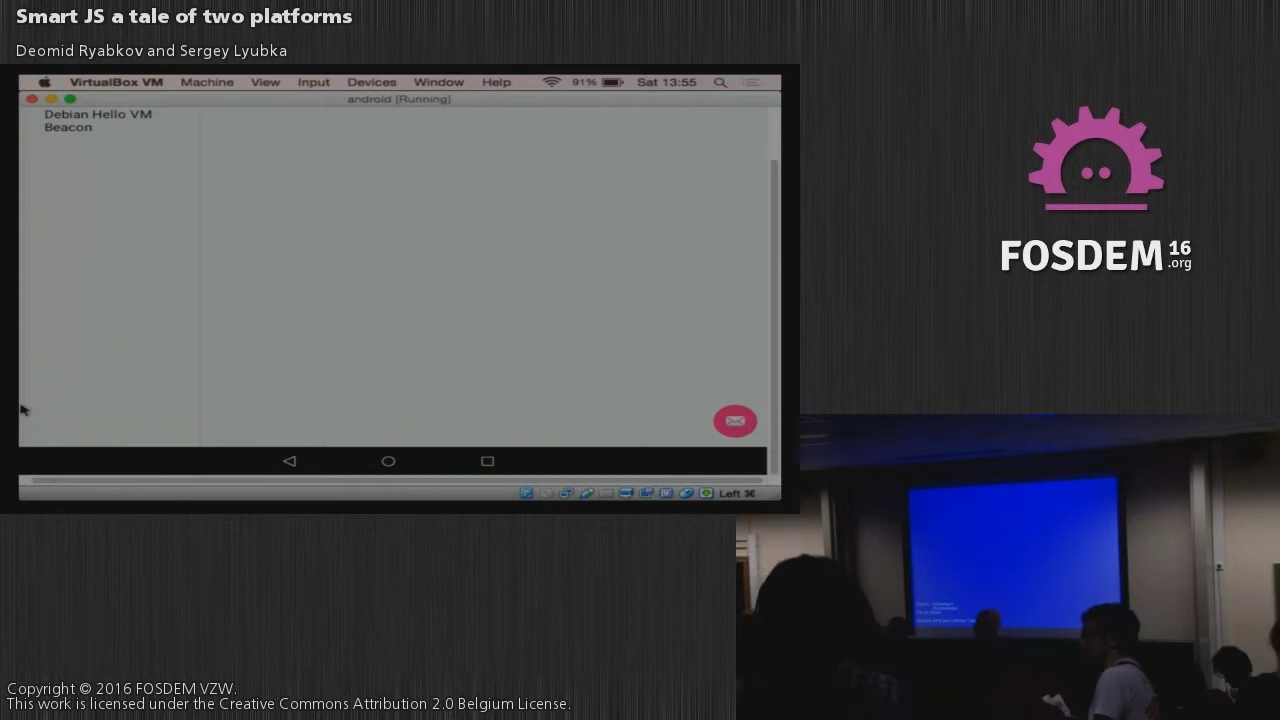 Smart JS a tale of two platforms
Deomid Ryabkov and Sergey Lyubka
VirtualBox VM Machine View Input Devices Window Help 91% Sat 13:55
android [Running]
Debian Hello VM
Beacon
Left ⌘
FOSDEM 16 .org
Copyright © 2016 FOSDEM VZW.
This work is licensed under the Creative Commons Attribution 2.0 Belgium License.